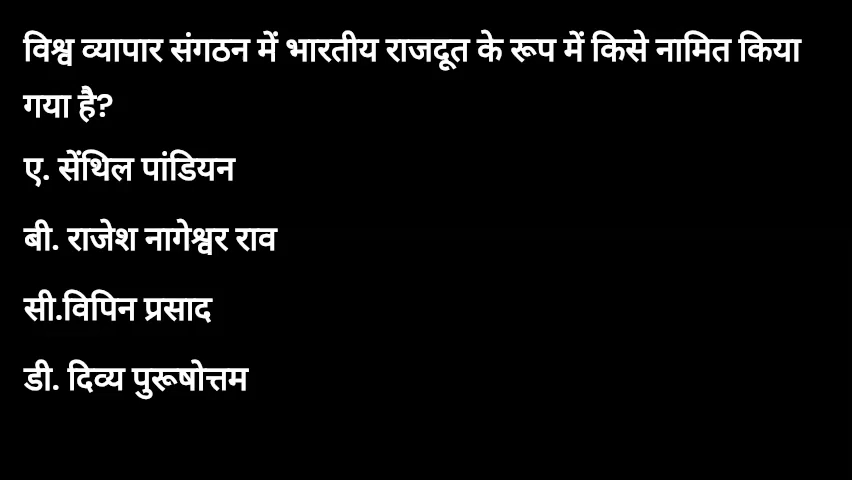 विश्व व्यापार संगठन में भारतीय राजदूत के रूप में किसे नामित किया
गया है?
ए. सेंथिल पांडियन
बी. राजेश नागेश्वर राव
सी.विपिन प्रसाद
डी. दिव्य पुरूषोत्तम